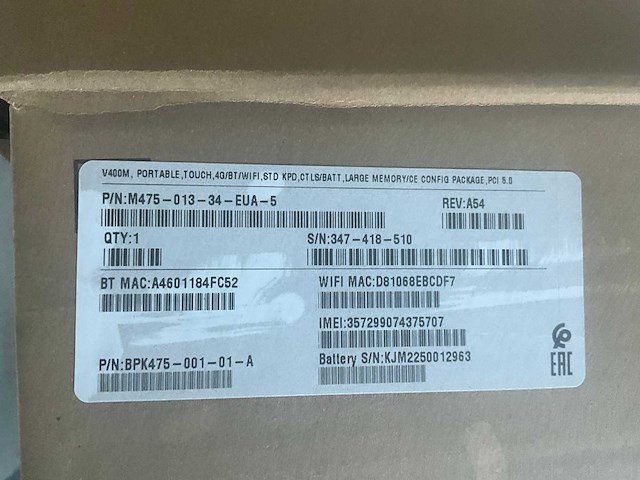 V400M, PORTABLE,TOUCH,4G/BT/WIFI,STD KPD,CTLS/BATT,LARGE MEMORY/CE CONFIG PACKAGE,PCI 5.0
P/N:M475-013-34-EUA-5
REV:A54
QTY:1
S/N:347-418-510
BT MAC:A4601184FC52
WIFI MAC:D81068EBCDF7
IMEI:357299074375707
P/N:BPK475-001-01-A
Battery S/N:KJM2250012963
EAC